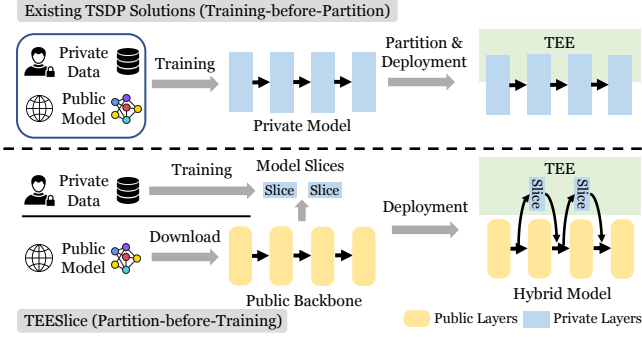 Existing TSDP Solutions (Training-before-Partition)
Private
Data
Public
Model
Training
Private Model
Partition &
Deployment
TEE
Private
Data
Training
Model Slices
Slice Slice
Public
Model
Download
Public Backbone
Deployment
TEE
Slice
Slice
Hybrid Model
TEESlice (Partition-before-Training)
Public Layers
Private Layers